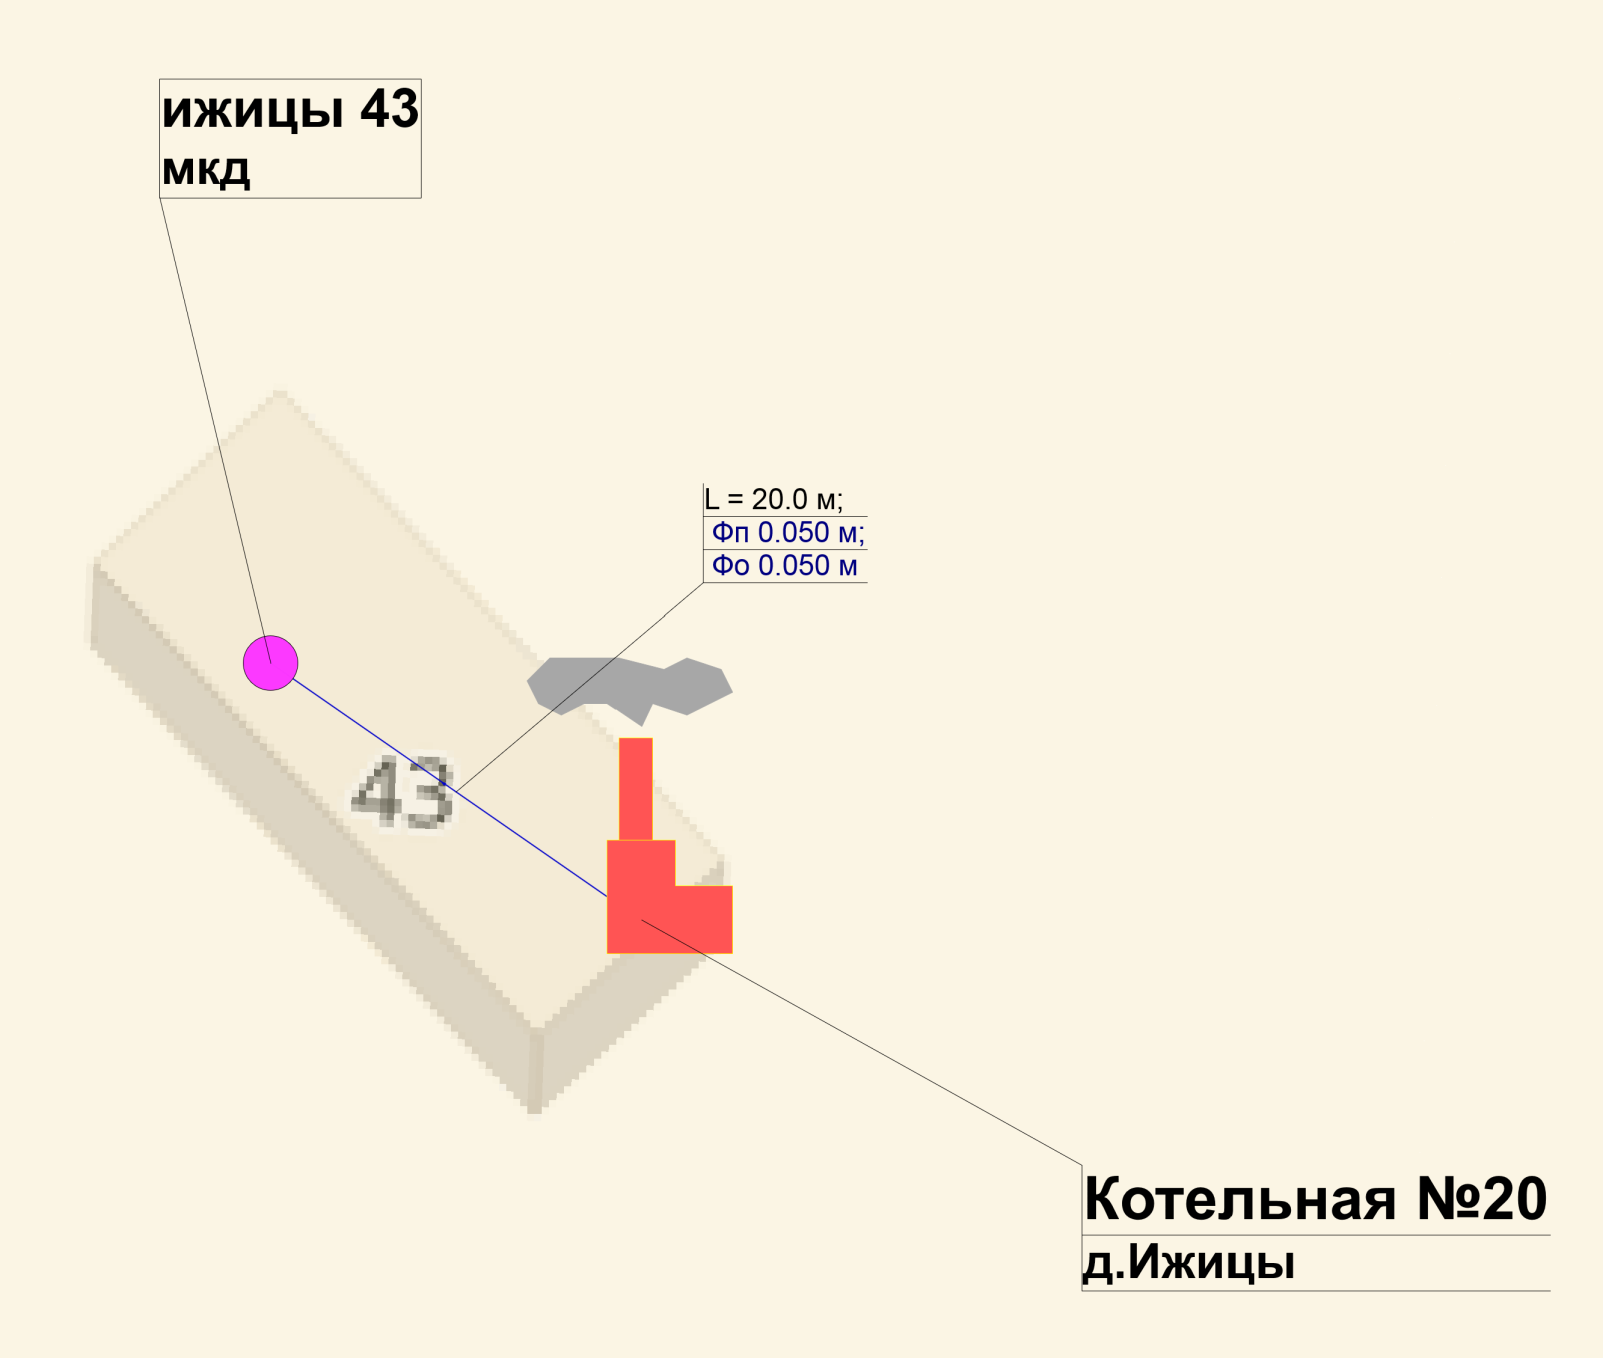 ижицы 43
мкд
L = 20.0 м;
Фп 0.050 м;
Фо 0.050 м
43
Котельная №20
д.Ижицы